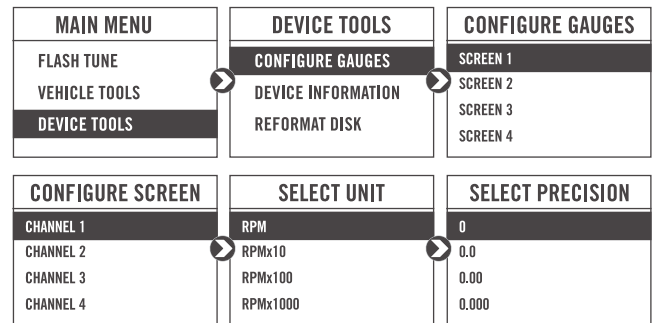 MAIN MENU
FLASH TUNE
VEHICLE TOOLS
DEVICE TOOLS
DEVICE TOOLS
CONFIGURE GAUGES
DEVICE INFORMATION
REFORMAT DISK
CONFIGURE GAUGES
SCREEN 1
SCREEN 2
SCREEN 3
SCREEN 4
CONFIGURE SCREEN
CHANNEL 1
CHANNEL 2
CHANNEL 3
CHANNEL 4
SELECT UNIT
RPM
RPMx10
RPMx100
RPMx1000
SELECT PRECISION
0
0.0
0.00
0.000